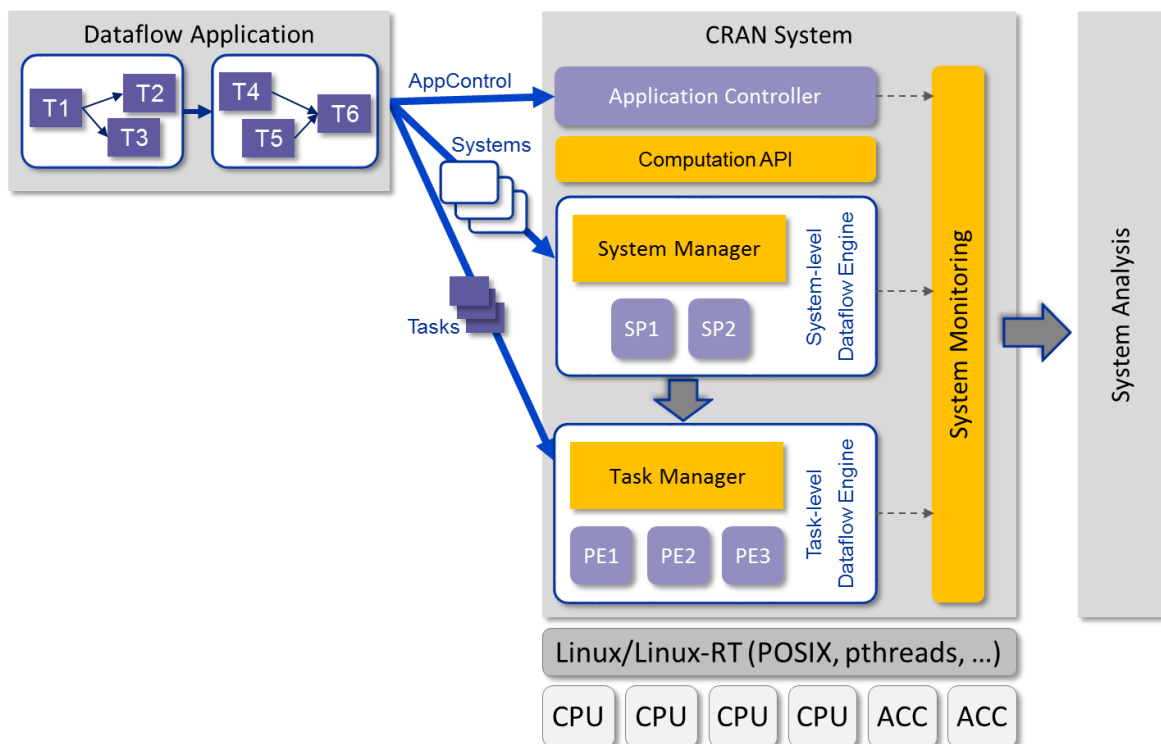 Dataflow Application
T1
T2
T3
T4
T5
T6
AppControl
Systems
Tasks
CRAN System
Application Controller
Computation API
System Manager
SP1
SP2
System-level
Dataflow Engine
Task Manager
PE1
PE2
PE3
Task-level
Dataflow Engine
System Monitoring
System Analysis
Linux/Linux-RT (POSIX, pthreads, ...)
CPU
CPU
CPU
CPU
ACC
ACC